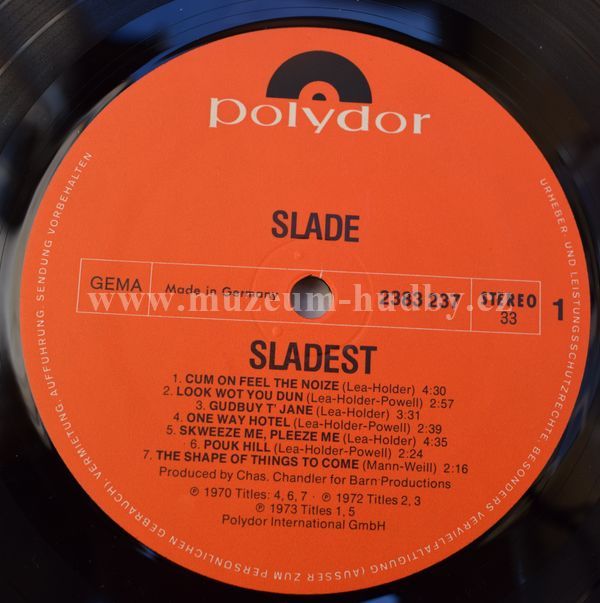 polydor
SLADE
GEMA
Made in Germany
2383 237
STEREO
33
1
www.muzeum-hudby.cz
SLADEST
1. CUM ON FEEL THE NOIZE (Lea-Holder) 4:30
2. LOOK WOT YOU DUN (Lea-Holder-Powell) 2:57
3. GUDBUY T' JANE (Lea-Holder) 3:31
4. ONE WAY HOTEL (Lea-Holder-Powell) 2:39
5. SKWEEZE ME, PLEEZE ME (Lea-Holder) 4:35
6. POUK HILL (Lea-Holder-Powell) 2:24
7. THE SHAPE OF THINGS TO COME (Mann-Weill) 2:16
Produced by Chas. Chandler for Barn Productions
℗ 1970 Titles: 4, 6, 7 · ℗ 1972 Titles 2, 3
℗ 1973 Titles 1, 5
Polydor International GmbH
URHEBER- UND LEISTUNGSSCHUTZRECHTE, BESONDERS VERVIELFÄLTIGUNG (AUSSER ZUM PERSÖNLICHEN GEBRAUCH), VERMIETUNG, AUFFÜHRUNG, SENDUNG VORBEHALTEN